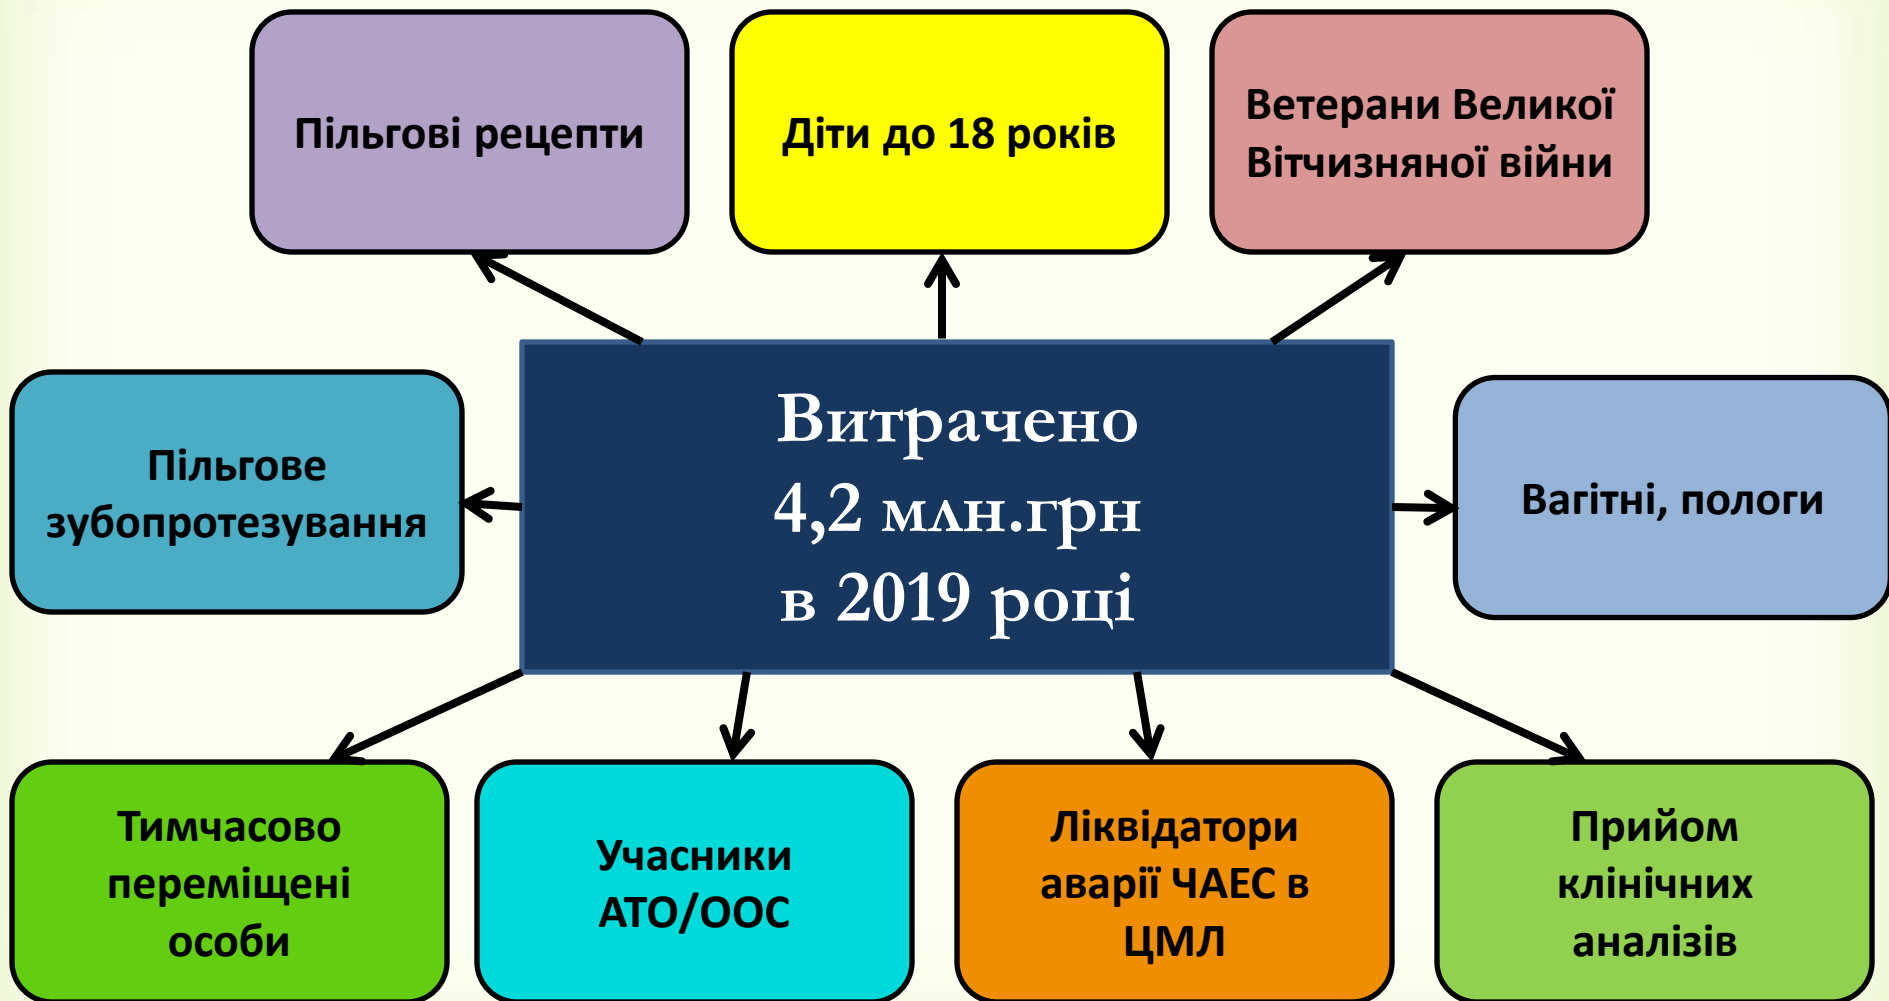 Пільгові рецепти
Діти до 18 років
Ветерани Великої
Вітчизняної війни
Пільгове
зубопротезування
Витрачено
4,2 млн.грн
в 2019 році
Вагітні, пологи
Тимчасово
переміщені
особи
Учасники
АТО/ООС
Ліквідатори
аварії ЧАЕС в
ЦМЛ
Прийом
клінічних
аналізів